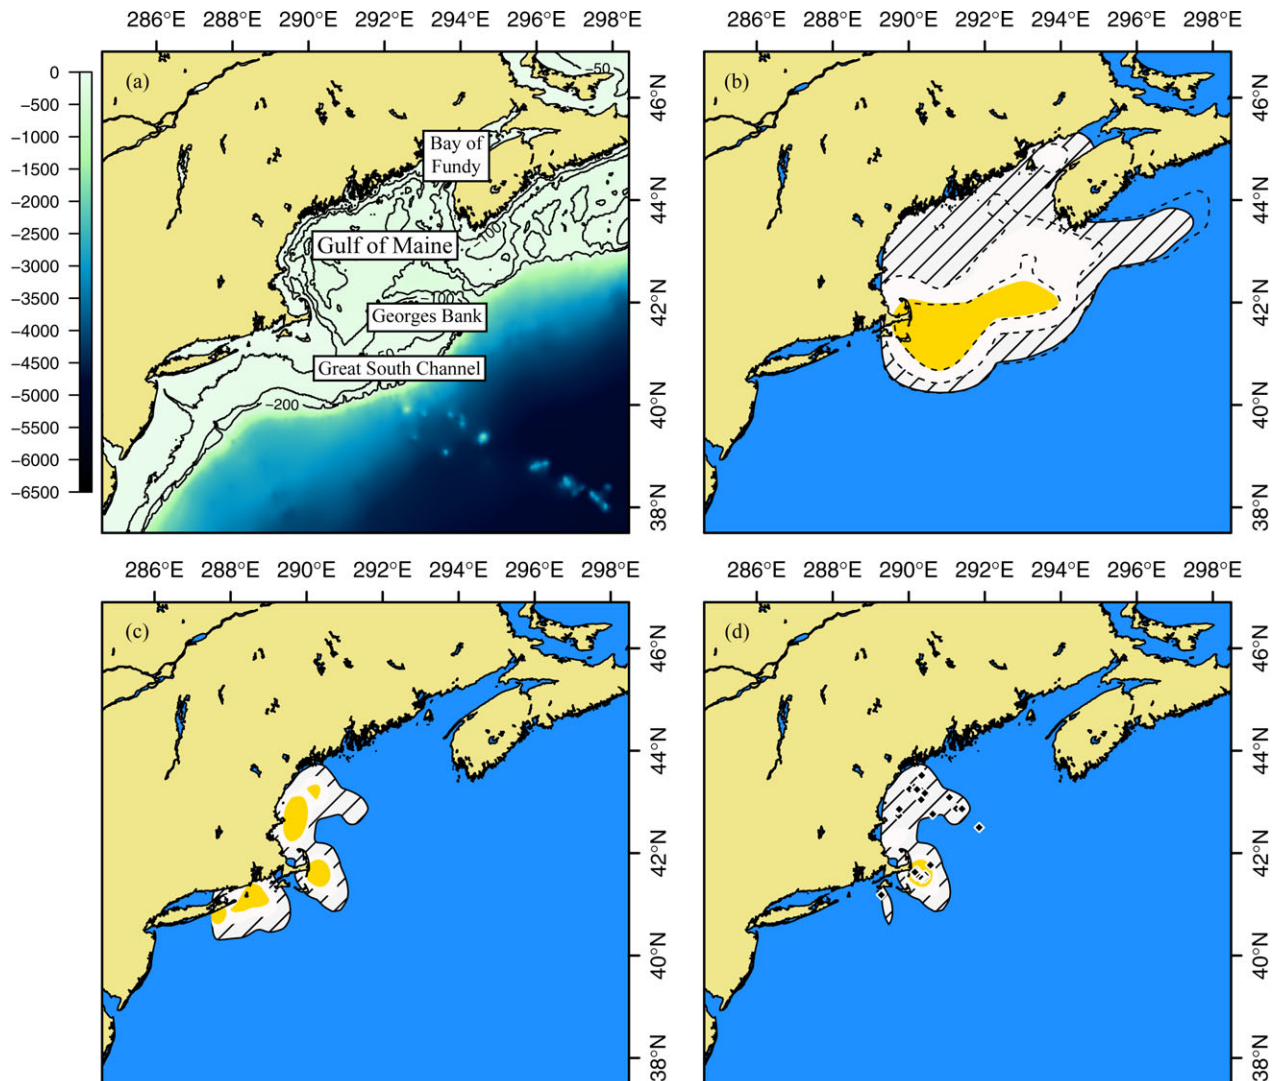 286°E 288°E 290°E 292°E 294°E 296°E 298°E
286°E 288°E 290°E 292°E 294°E 296°E 298°E
(a)
−50
46°N
44°N
42°N
40°N
38°N
0
−500
−1000
−1500
−2000
−2500
−3000
−3500
−4000
−4500
−5000
−5500
−6000
−6500
Bay of
Fundy
−100
Gulf of Maine
−100
Georges Bank
Great South Channel
−200
(b)
46°N
44°N
42°N
40°N
38°N
286°E 288°E 290°E 292°E 294°E 296°E 298°E
286°E 288°E 290°E 292°E 294°E 296°E 298°E
(c)
46°N
44°N
42°N
40°N
38°N
(d)
46°N
44°N
42°N
40°N
38°N